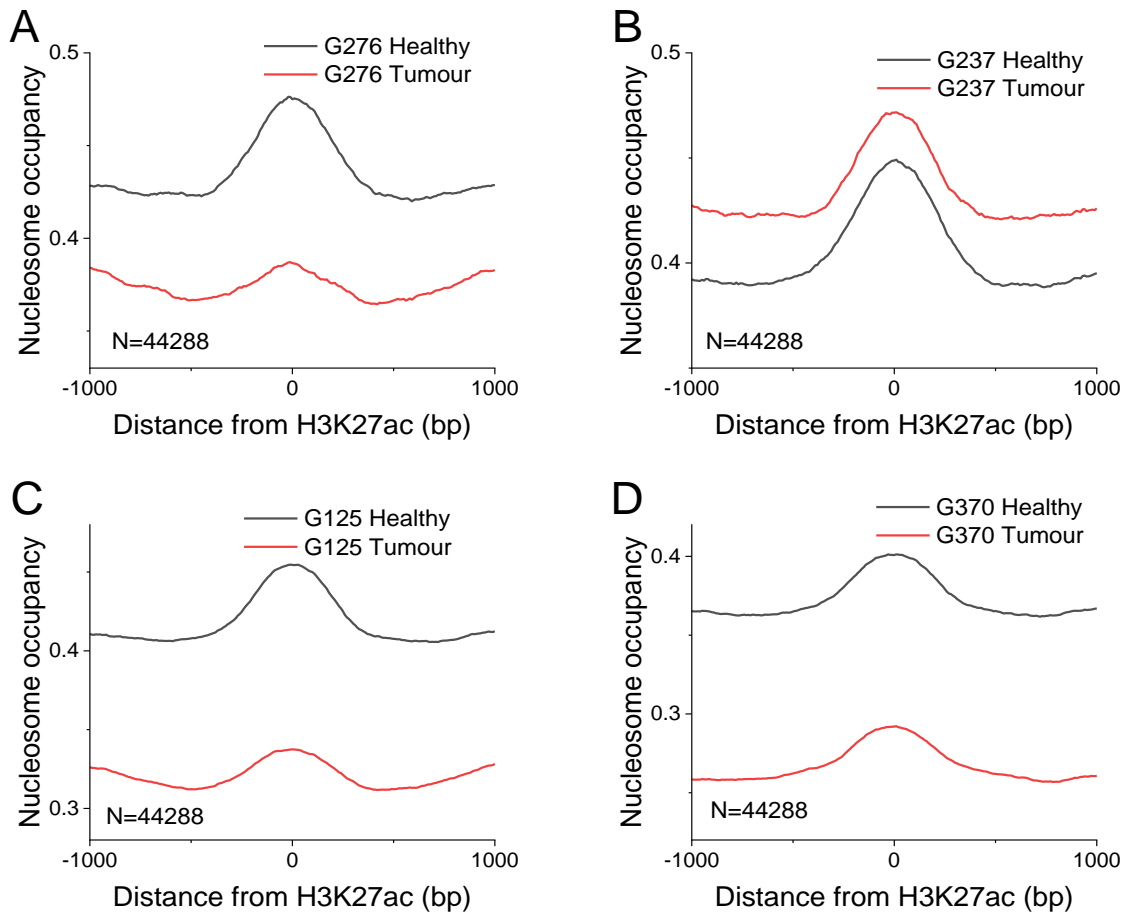 A
G276 Healthy
G276 Tumour
Nucleosome occupancy
0.5
0.4
N=44288
-1000
0
1000
Distance from H3K27ac (bp)
B
G237 Healthy
G237 Tumour
Nucleosome occupacny
0.5
0.4
N=44288
-1000
0
1000
Distance from H3K27ac (bp)
C
G125 Healthy
G125 Tumour
Nucleosome occupancy
0.4
0.3
N=44288
-1000
0
1000
Distance from H3K27ac (bp)
D
G370 Healthy
G370 Tumour
Nucleosome occupancy
0.4
0.3
N=44288
-1000
0
1000
Distance from H3K27ac (bp)